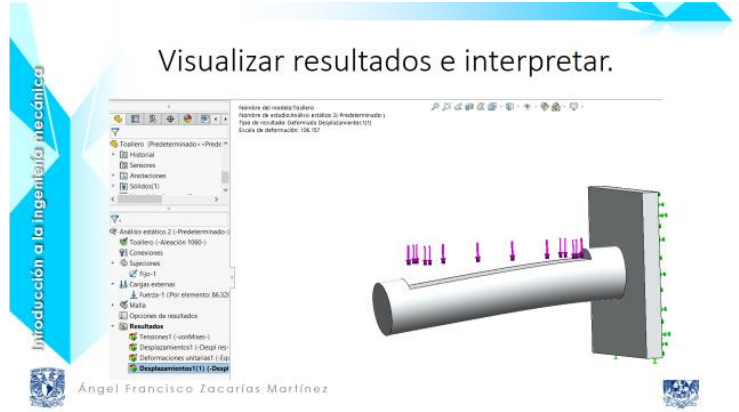 Visualizar resultados e interpretar.
Introducción a la ingeniería mecánica
Nombre del modelo:Toallero
Nombre de estudio:Análisis estático 2(-Predeterminado-)
Tipo de resultado: Deformada Desplazamientos1(1)
Escala de deformación: 106.157
Toallero (Predeterminado<<Prede
Historial
Sensores
Anotaciones
Sólidos(1)
Análisis estático 2 (-Predeterminado-)
Toallero (-Aleación 1060-)
Conexiones
Sujeciones
Fijo-1
Cargas externas
Fuerza-1 (:Por elemento: 86.328
Malla
Opciones de resultados
Resultados
Tensiones1 (-vonMises-)
Desplazamientos1 (-Despl res-
Deformaciones unitarias1 (-Eq
Desplazamientos1(1) (-Despl
Ángel Francisco Zacarías Martínez